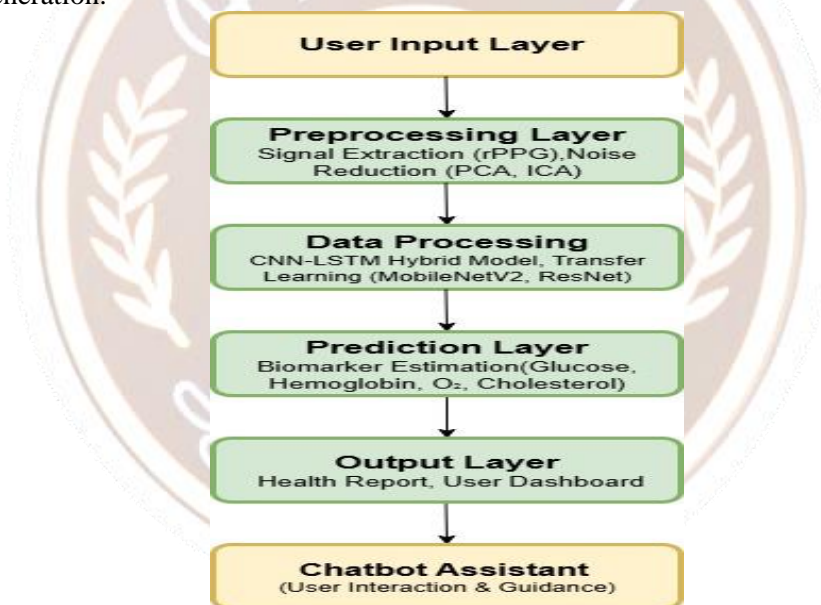 User Input Layer
Preprocessing Layer
Signal Extraction (rPPG),Noise
Reduction (PCA, ICA)
Data Processing
CNN-LSTM Hybrid Model, Transfer
Learning (MobileNetV2, ResNet)
Prediction Layer
Biomarker Estimation(Glucose,
Hemoglobin, O₂, Cholesterol)
Output Layer
Health Report, User Dashboard
Chatbot Assistant
(User Interaction & Guidance)